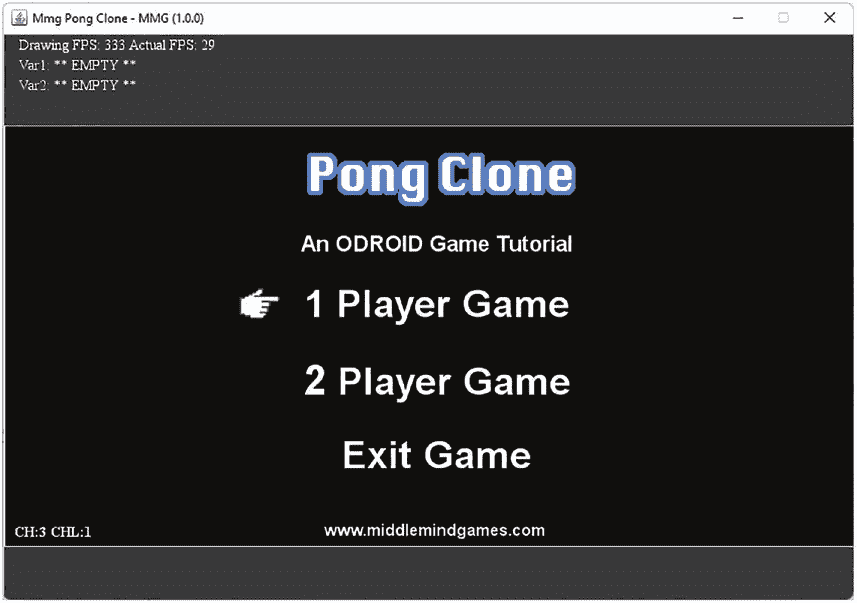 Mmg Pong Clone - MMG (1.0.0)
Drawing FPS: 333 Actual FPS: 29
Var1: ** EMPTY **
Var2: ** EMPTY **
Pong Clone
An ODROID Game Tutorial
1 Player Game
2 Player Game
Exit Game
CH:3 CHL:1
www.middlemindgames.com